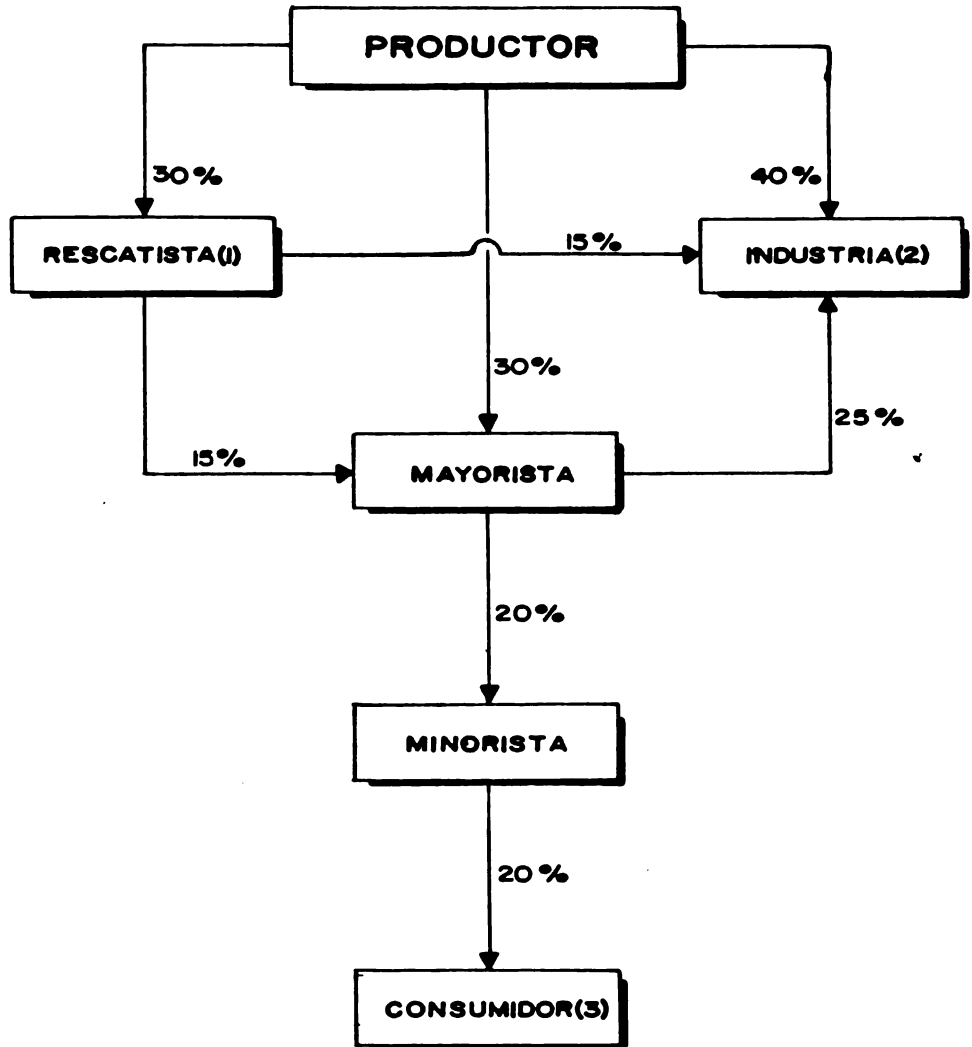 PRODUCTOR
30%
40%
RESCATISTA(1)
15%
INDUSTRIA(2)
30%
25%
15%
MAYORISTA
20%
MINORISTA
20%
CONSUMIDOR(3)